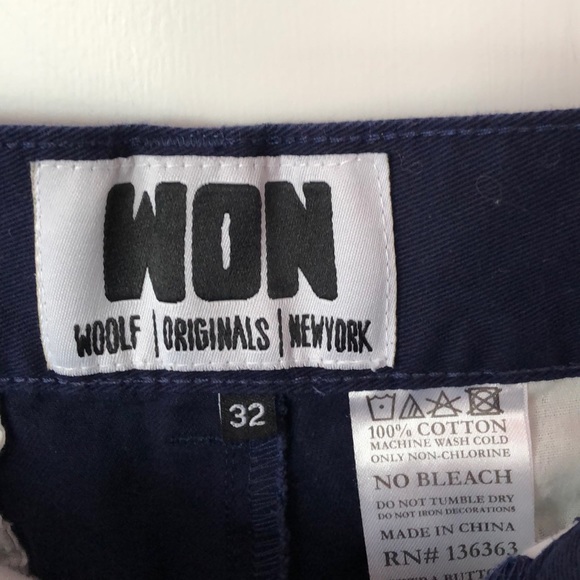 WON
WOOLF | ORIGINALS | NEWYORK
32
100% COTTON
MACHINE WASH COLD
ONLY NON-CHLORINE
NO BLEACH
DO NOT TUMBLE DRY
DO NOT IRON DECORATIONS
MADE IN CHINA
RN# 136363